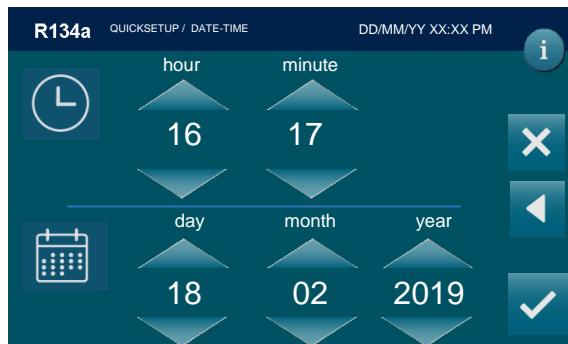 R134a QUICKSETUP / DATE-TIME DD/MM/YY XX:XX PM
i
hour minute
16 17
day month year
18 02 2019